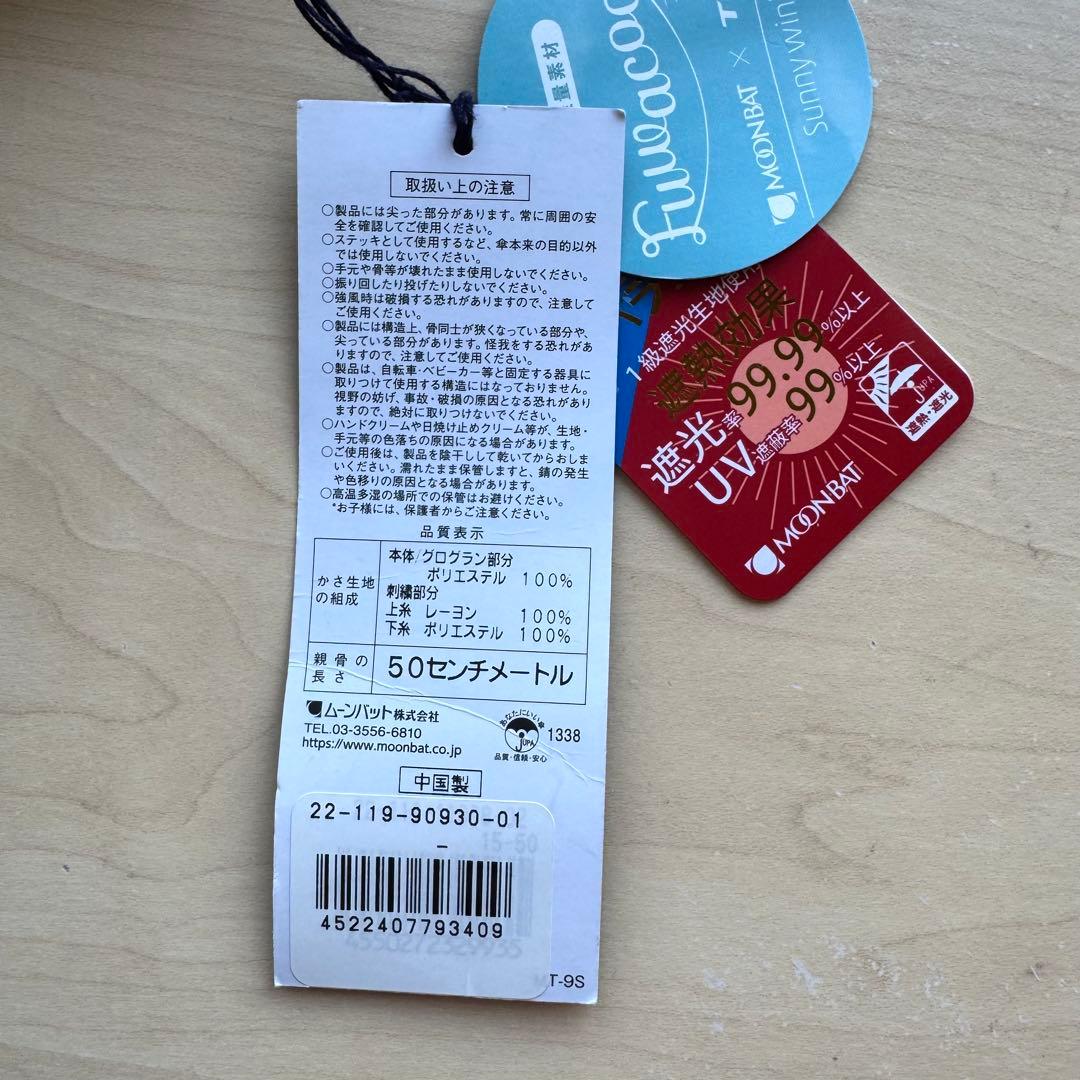 取扱い上の注意
○製品には尖った部分があります。常に周囲の安
全を確認してご使用ください。
○ステッキとして使用するなど、傘本来の目的以外
では使用しないでください。
○手元や骨等が壊れたまま使用しないでください。
○振り回したり投げたりしないでください。
○強風時は破損する恐れがありますので、注意して
ご使用ください。
○製品には構造上、骨同士が狭くなっている部分や、
尖っている部分があります。怪我をする恐れがあ
りますので、注意してご使用ください。
○製品は、自転車・ベビーカー等と固定する器具に
取りつけて使用する構造にはなっておりません。
視野の妨げ、事故・破損の原因となる恐れがあり
ますので、絶対に取りつけないでください。
○ハンドクリームや日焼け止めクリーム等が、生地・
手元等の色落ちの原因になる場合があります。
○ご使用後は、製品を陰干しして乾いてからおしま
いください。濡れたまま保管しますと、錆の発生
や色移りの原因となる場合があります。
○高温多湿の場所での保管はお避けください。
*お子様には、保護者からご注意ください。
品質表示
かさ生地
の組成
本体/グログラン部分
ポリエステル 100%
刺繍部分
上糸 レーヨン 100%
下糸 ポリエステル 100%
親骨の
長さ
50センチメートル
ムーンバット株式会社
TEL.03-3556-6810
https://www.moonbat.co.jp
あなたにいい傘
JUPA
品質・信頼・安心
1338
中国製
22-119-90930-01
-
15-50
4522407793409
T-9S
量素材
Fuwacoo
MOONBAT ×
SunnyWin
1級遮光生地使用
遮熱効果
遮光率99.99%以上
UV遮蔽率99%以上
JUPA
遮熱・遮光
MOONBAT